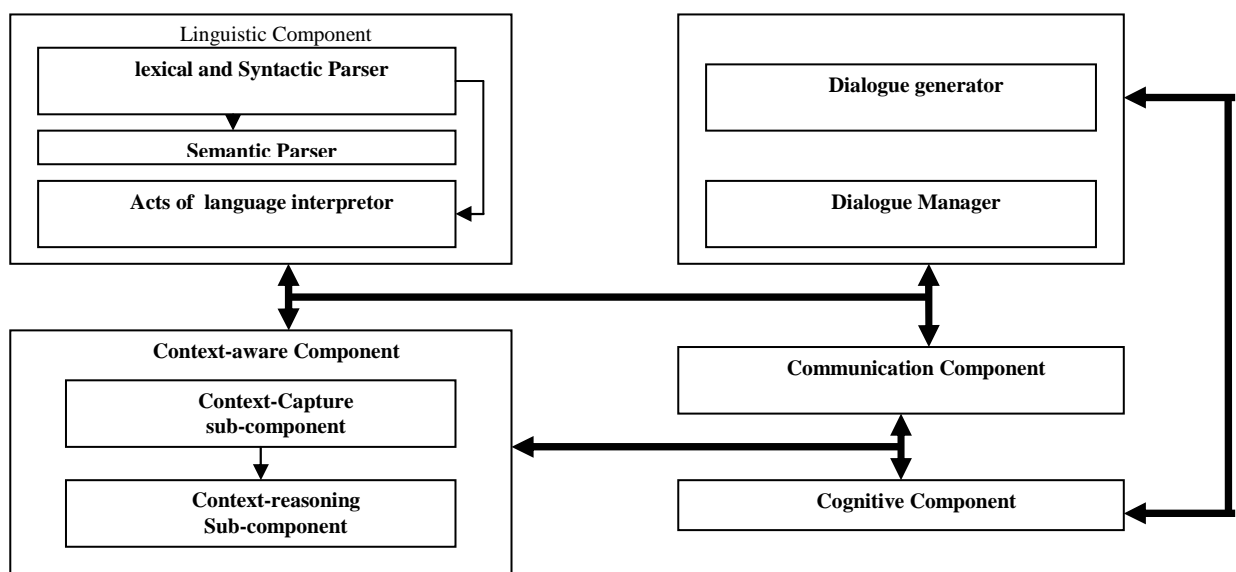 Linguistic Component
lexical and Syntactic Parser
Semantic Parser
Acts of language interpretor
Dialogue generator
Dialogue Manager
Context-aware Component
Context-Capture
sub-component
Context-reasoning
Sub-component
Communication Component
Cognitive Component